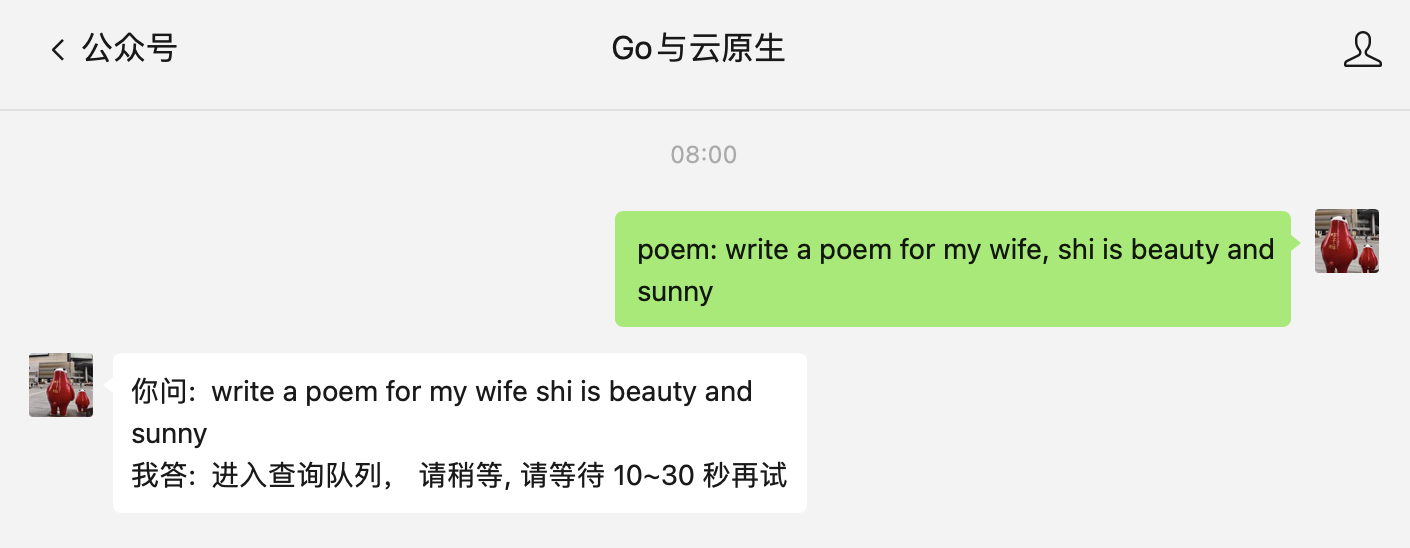 公众号
Go与云原生
08:00
poem: write a poem for my wife, shi is beauty and
sunny
你问：write a poem for my wife shi is beauty and
sunny
我答：进入查询队列， 请稍等, 请等待 10~30 秒再试